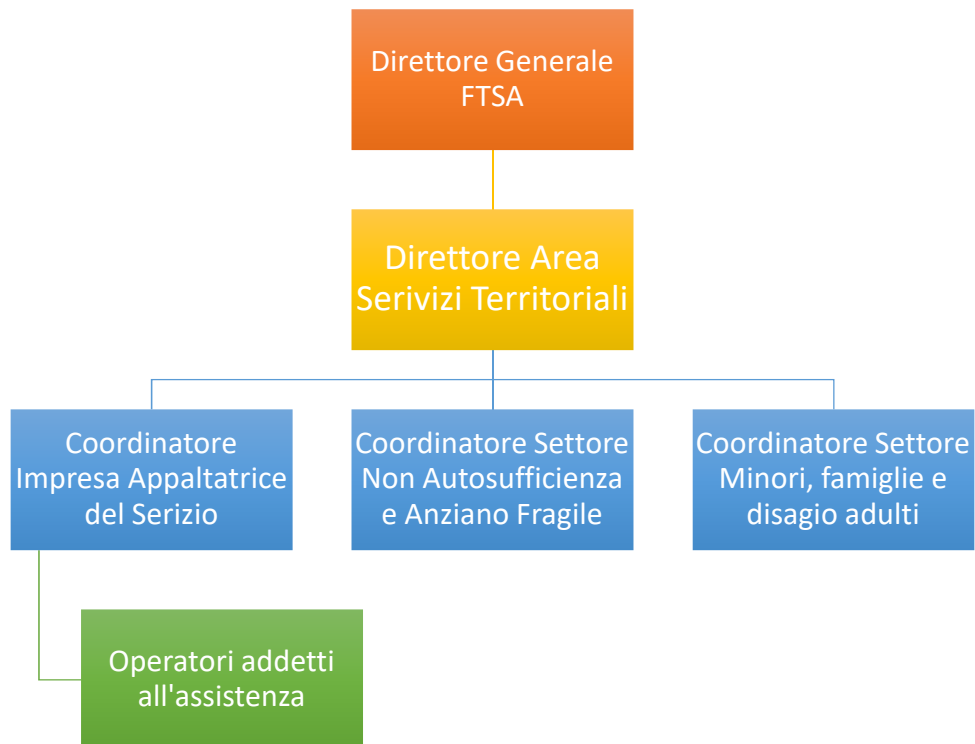 Direttore Generale
FTSA
Direttore Area
Serivizi Territoriali
Coordinatore
Impresa Appaltatrice
del Serizio
Coordinatore Settore
Non Autosufficienza
e Anziano Fragile
Coordinatore Settore
Minori, famiglie e
disagio adulti
Operatori addetti
all'assistenza